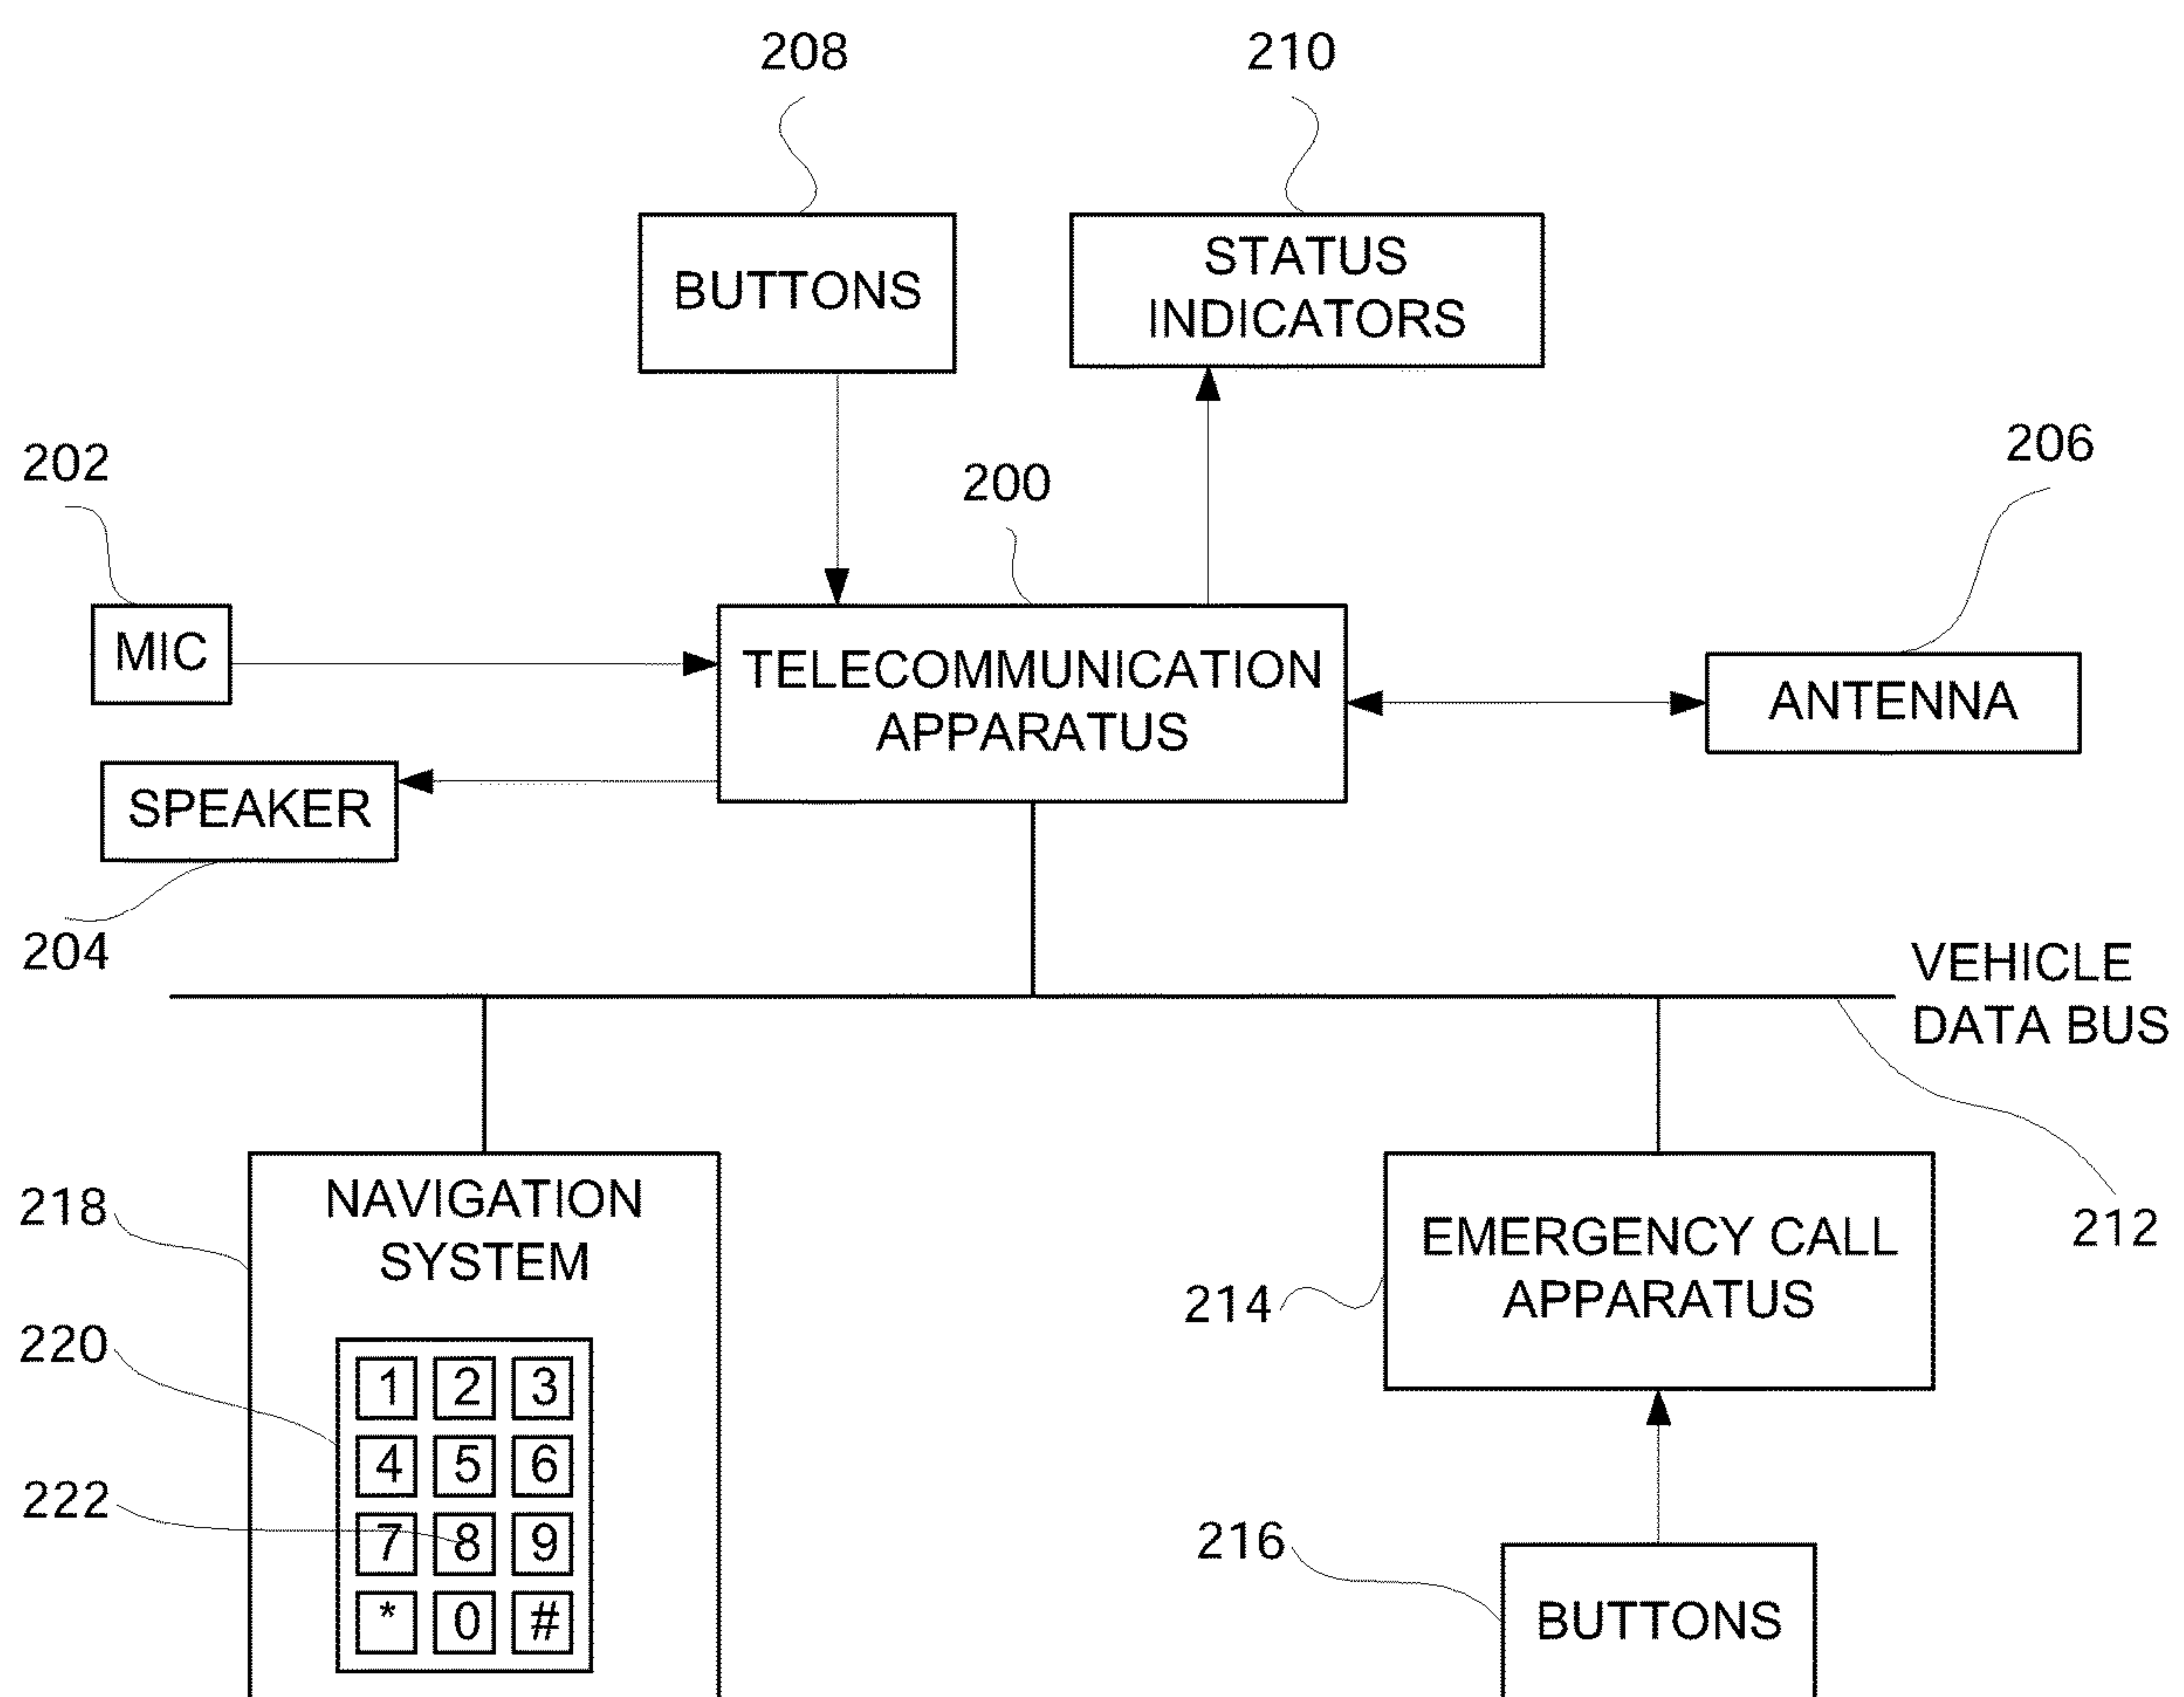 208
210
BUTTONS
STATUS
INDICATORS
202
200
206
MIC
TELECOMMUNICATION
APPARATUS
ANTENNA
SPEAKER
204
VEHICLE
DATA BUS
218
NAVIGATION
SYSTEM
212
214
EMERGENCY CALL
APPARATUS
220
1 2 3
4 5 6
222
7 8 9
* 0 #
216
BUTTONS